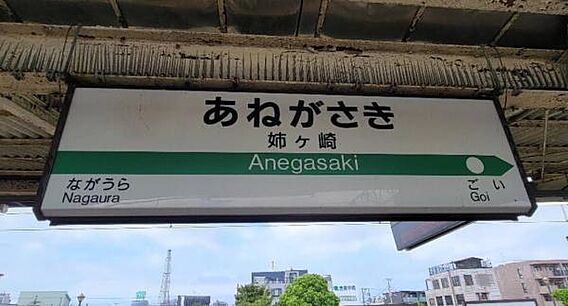 あねがさき
姉ヶ崎
Anegasaki
ながうら
Nagaura
ごい
Goi